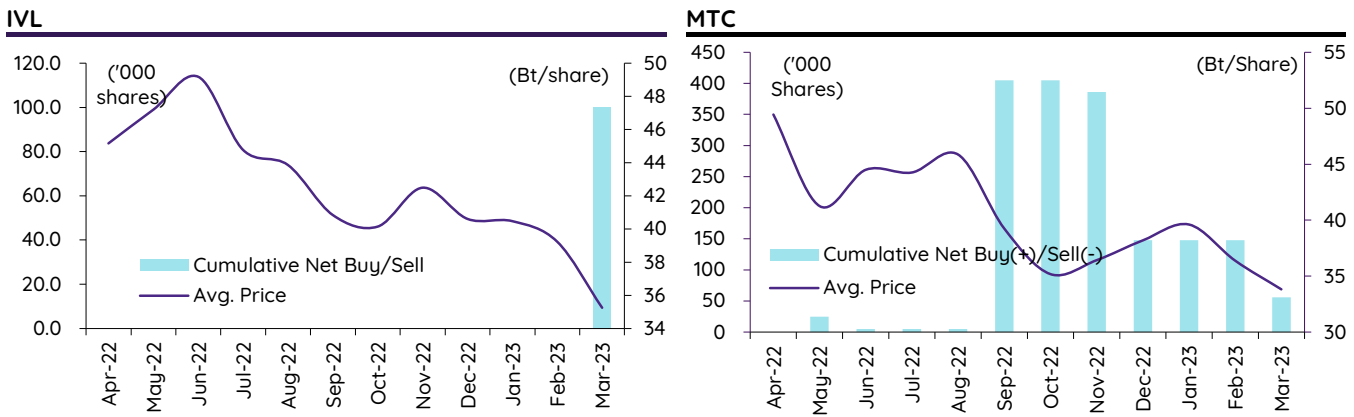 IVL
120.0
100.0
80.0
60.0
40.0
20.0
0.0
('000
shares)
(Bt/share)
50
48
46
44
42
40
38
36
34
Cumulative Net Buy/Sell
Avg. Price
Apr-22
May-22
Jun-22
Jul-22
Aug-22
Sep-22
Oct-22
Nov-22
Dec-22
Jan-23
Feb-23
Mar-23
MTC
450
400
350
300
250
200
150
100
50
0
('000
Shares)
(Bt/Share)
55
50
45
40
35
30
Cumulative Net Buy(+)/Sell(-)
Avg. Price
Apr-22
May-22
Jun-22
Jul-22
Aug-22
Sep-22
Oct-22
Nov-22
Dec-22
Jan-23
Feb-23
Mar-23